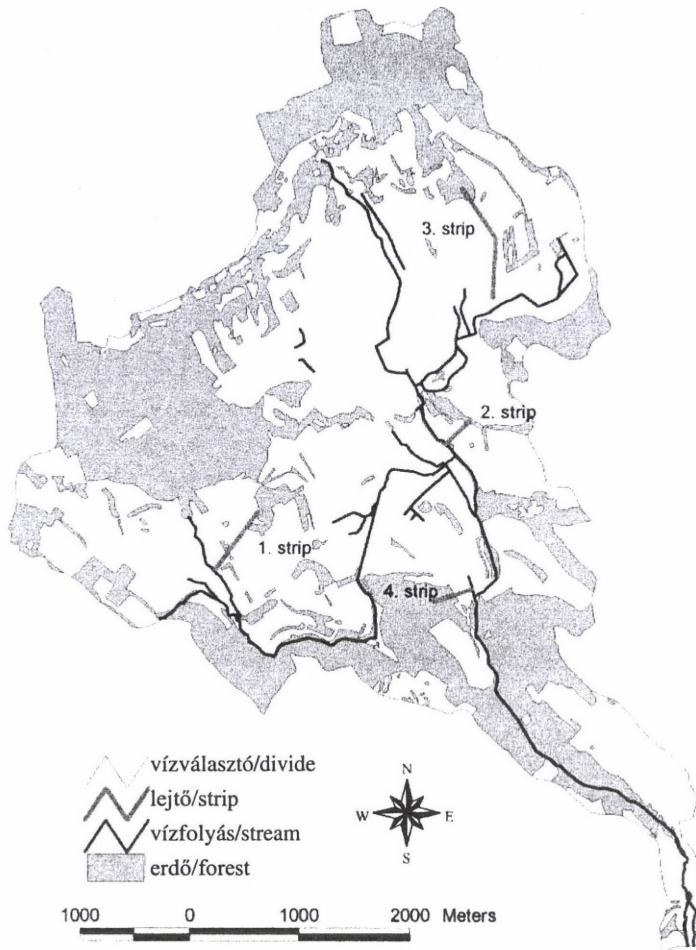 3. strip
2. strip
1. strip
4. strip
vízválasztó/divide
lejtő/strip
vízfolyás/stream
erdő/forest
N
W E
S
1000 0 1000 2000 Meters